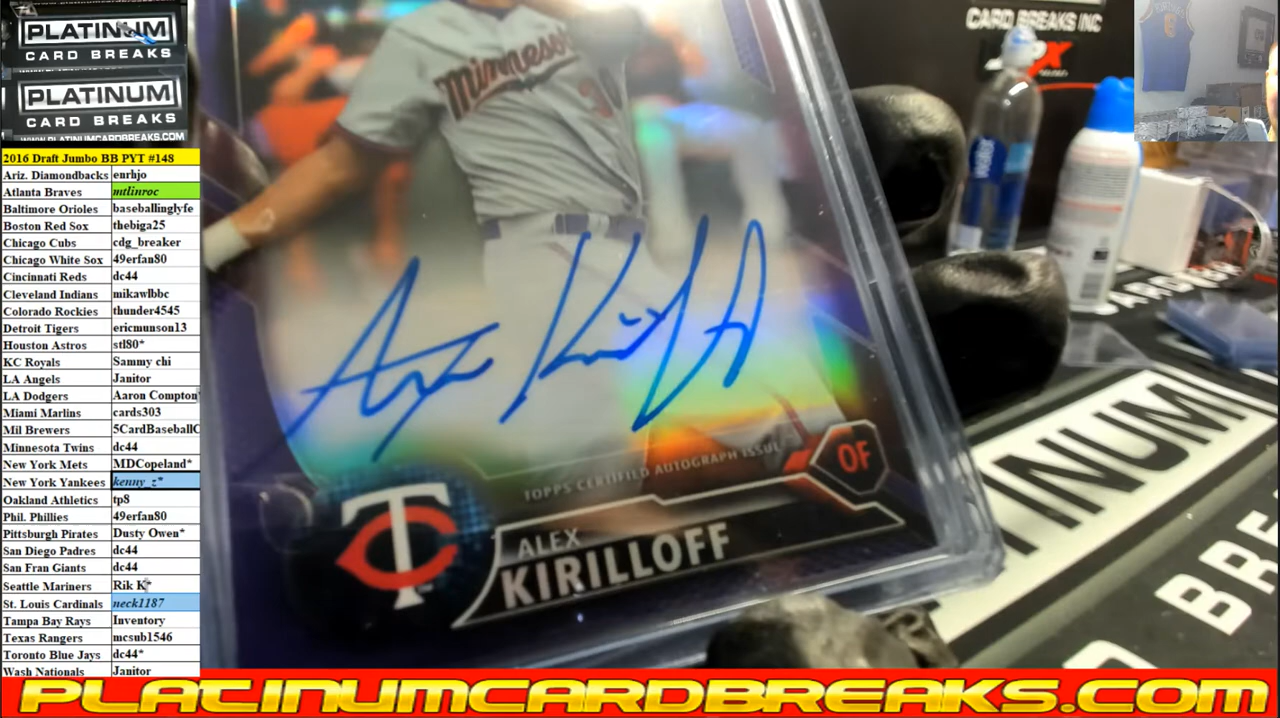 PLATINUM
CARD BREAKS
PLATINUM
CARD BREAKS
WWW.PLATINUMCARDBREAKS.COM
2016 Draft Jumbo BB PYT #148
Ariz. Diamondbacks enrhjo
Atlanta Braves mtlinroc
Baltimore Orioles baseballinglyfe
Boston Red Sox thebiga25
Chicago Cubs cdg_breaker
Chicago White Sox 49erfan80
Cincinnati Reds dc44
Cleveland Indians mikawlbbc
Colorado Rockies thunder4545
Detroit Tigers ericmunson13
Houston Astros stl80*
KC Royals Sammy chi
LA Angels Janitor
LA Dodgers Aaron Compton*
Miami Marlins cards303
Mil Brewers 5CardBaseballC
Minnesota Twins dc44
New York Mets MDCopeland*
New York Yankees kenny_z*
Oakland Athletics tp8
Phil. Phillies 49erfan80
Pittsburgh Pirates Dusty Owen*
San Diego Padres dc44
San Fran Giants dc44
Seattle Mariners Rik K*
St. Louis Cardinals neck1187
Tampa Bay Rays Inventory
Texas Rangers mcsub1546
Toronto Blue Jays dc44*
Wash Nationals Janitor
Minneso
3
TOPPS CERTIFIED AUTOGRAPH ISSUE
OF
TC
ALEX
KIRILLOFF
CARD BREAKS INC
INUM
BRE
PLATINUMCARDBREAKS.COM